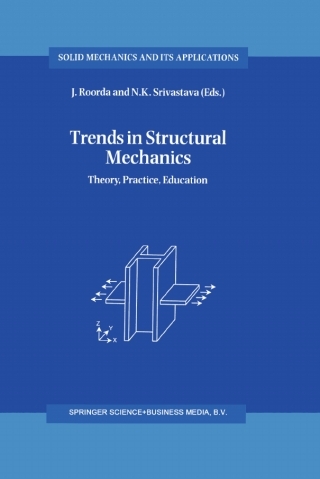 SOLID MECHANICS AND ITS APPLICATIONS
J. Roorda and N.K. Srivastava (Eds.)
Trends in Structural
Mechanics
Theory, Practice, Education
Z
Y
X
SPRINGER SCIENCE+BUSINESS MEDIA, B.V.